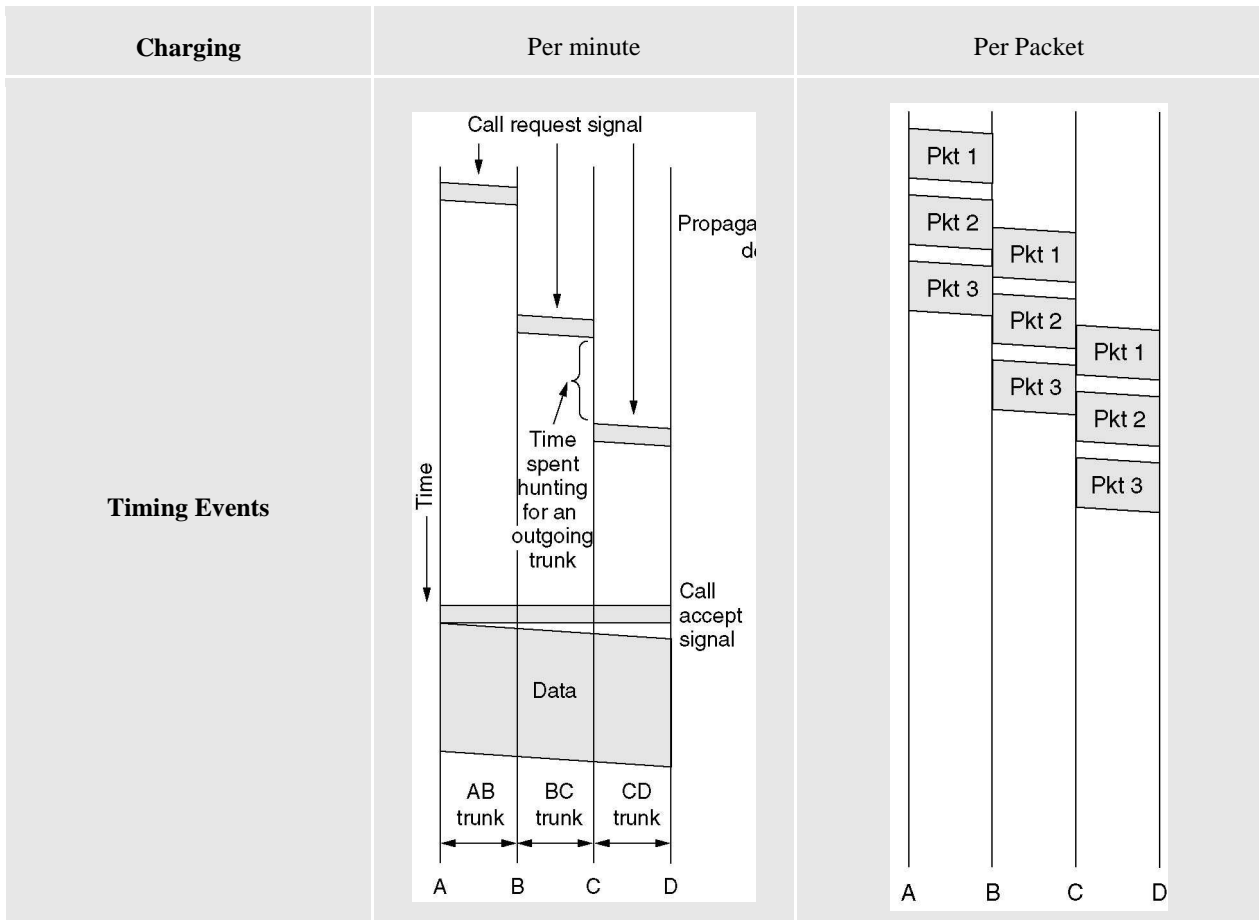 Charging
Per minute
Per Packet
Timing Events
Call request signal
Propaga
de
Time
spent
hunting
for an
outgoing
trunk
Time
Call
accept
signal
Data
AB
trunk
BC
trunk
CD
trunk
A
B
C
D
Pkt 1
Pkt 2
Pkt 3
Pkt 1
Pkt 2
Pkt 3
Pkt 1
Pkt 2
Pkt 3
A
B
C
D